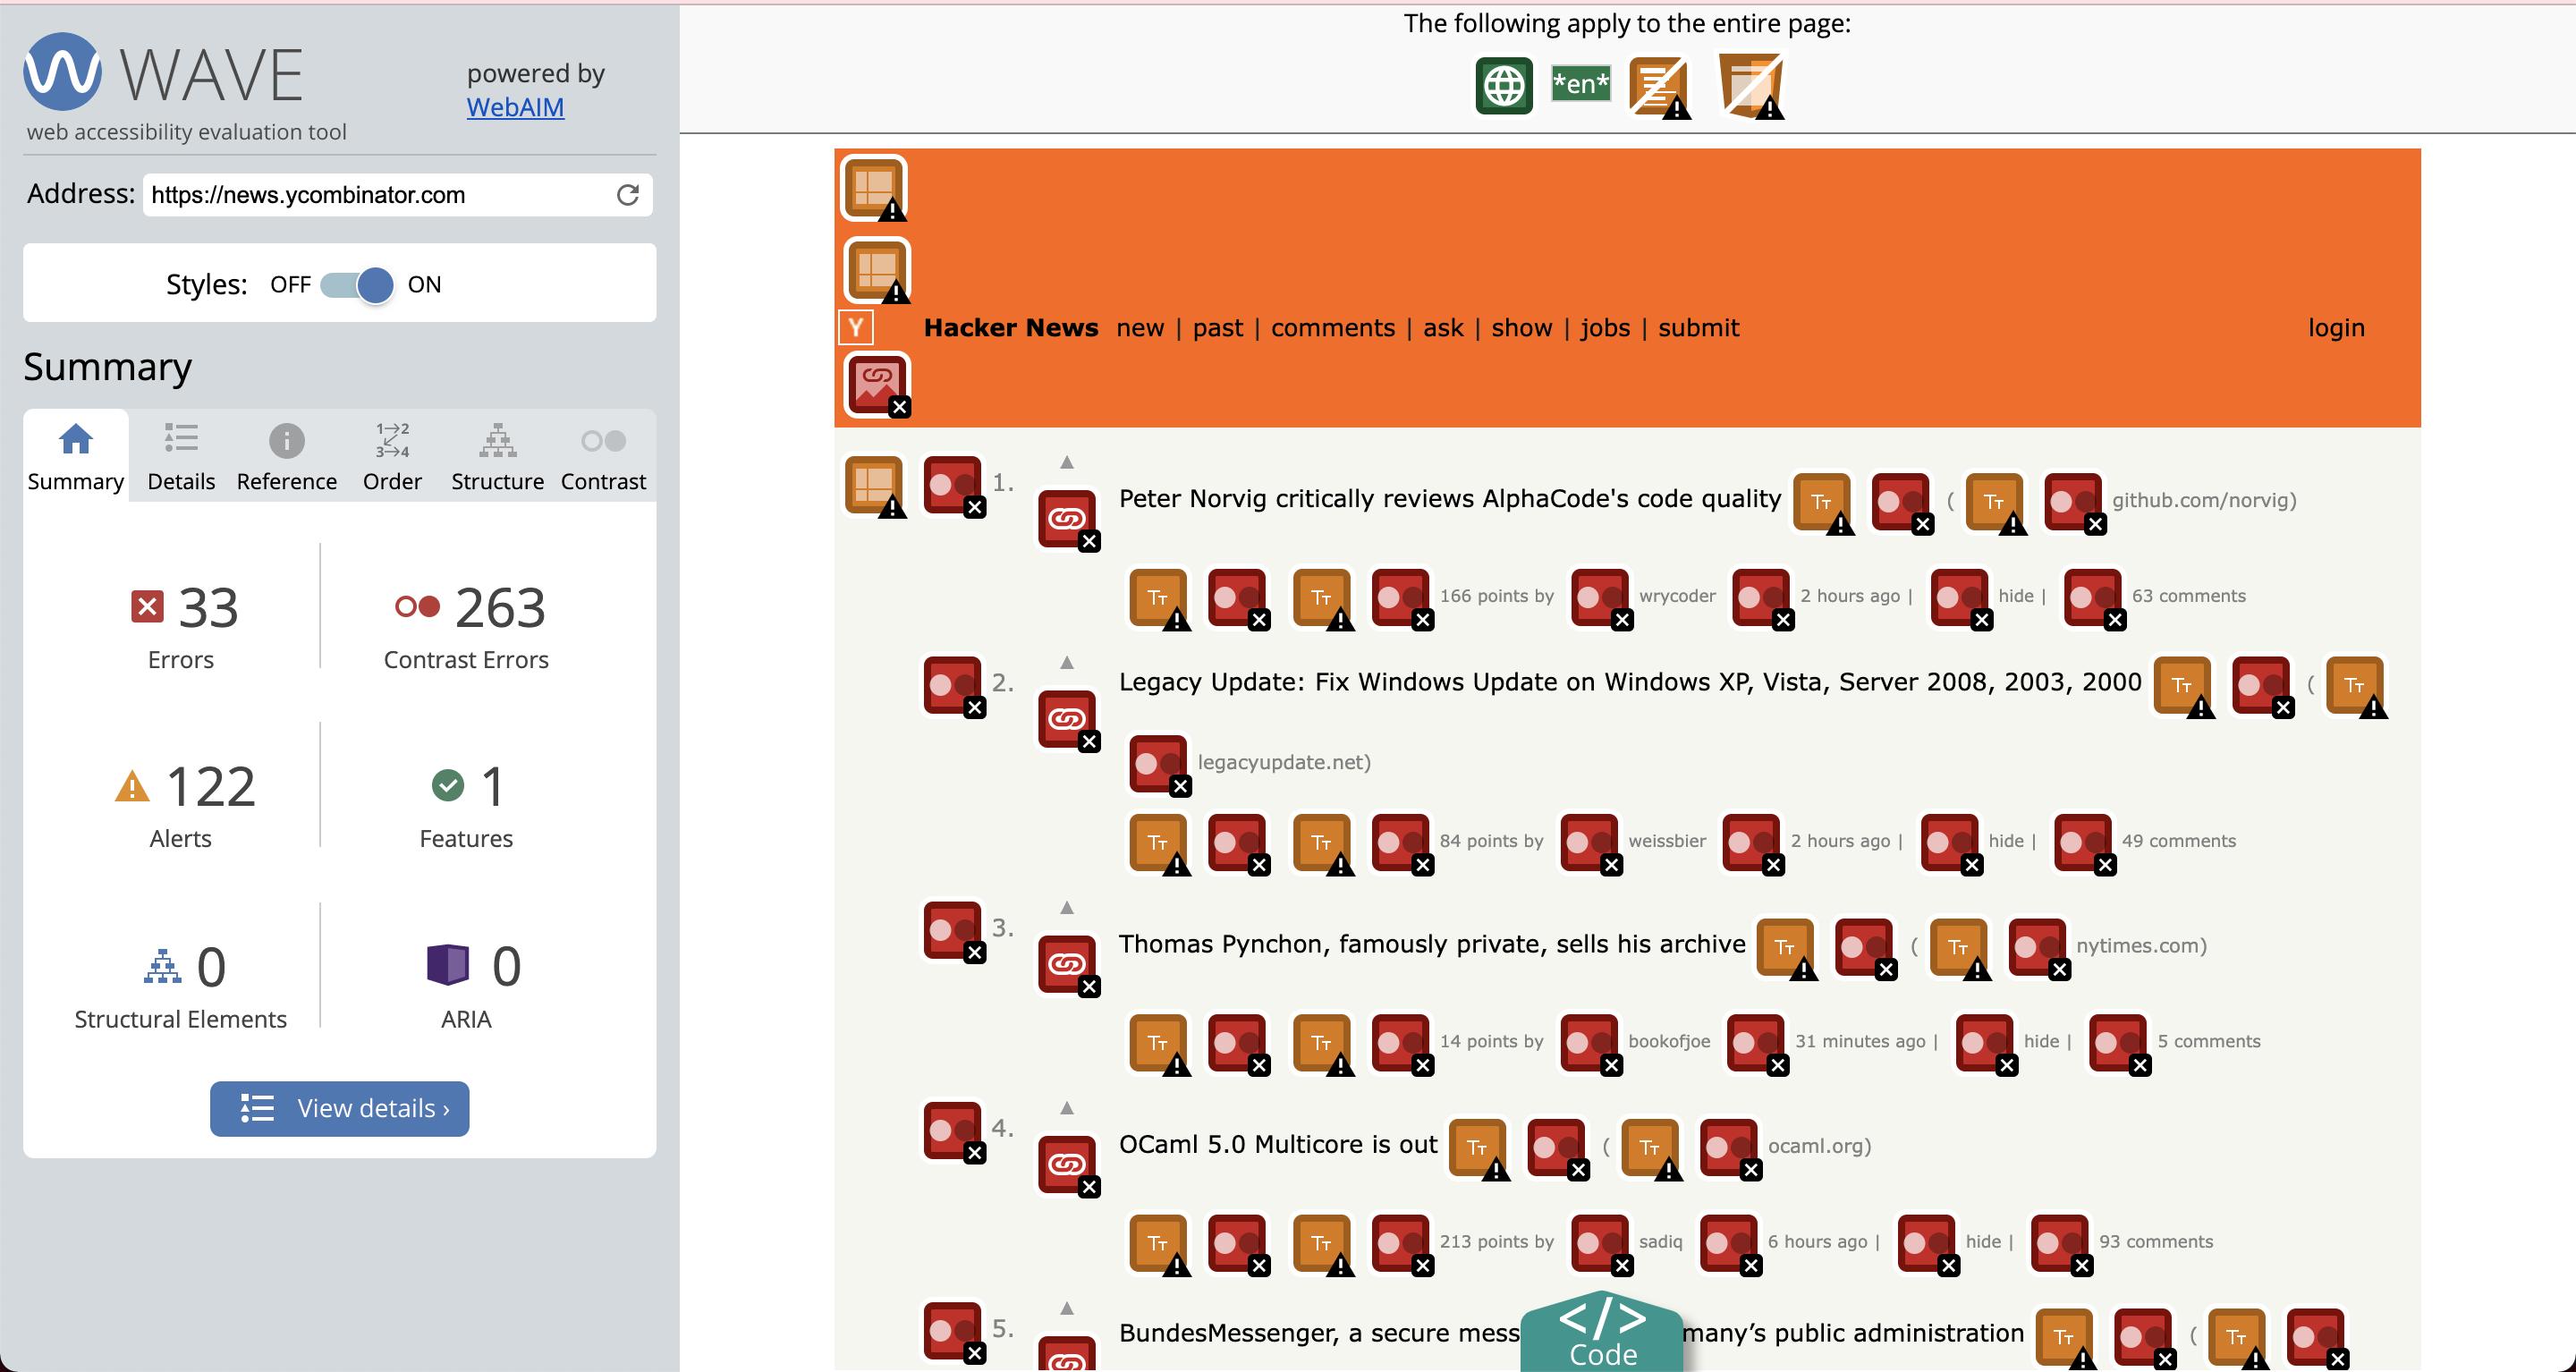 WAVE
powered by
WebAIM
web accessibility evaluation tool
Address: https://news.ycombinator.com
Styles: OFF ON
Summary
Summary Details Reference Order Structure Contrast
33 Errors
263 Contrast Errors
122 Alerts
1 Features
0 Structural Elements
0 ARIA
View details ›
The following apply to the entire page:
*en*
Y Hacker News new | past | comments | ask | show | jobs | submit login
1. ▲ Peter Norvig critically reviews AlphaCode's code quality (github.com/norvig)
166 points by wrycoder 2 hours ago | hide | 63 comments
2. ▲ Legacy Update: Fix Windows Update on Windows XP, Vista, Server 2008, 2003, 2000 (
legacyupdate.net)
84 points by weissbier 2 hours ago | hide | 49 comments
3. ▲ Thomas Pynchon, famously private, sells his archive (nytimes.com)
14 points by bookofjoe 31 minutes ago | hide | 5 comments
4. ▲ OCaml 5.0 Multicore is out (ocaml.org)
213 points by sadiq 6 hours ago | hide | 93 comments
5. ▲ BundesMessenger, a secure mess many’s public administration (
</> Code